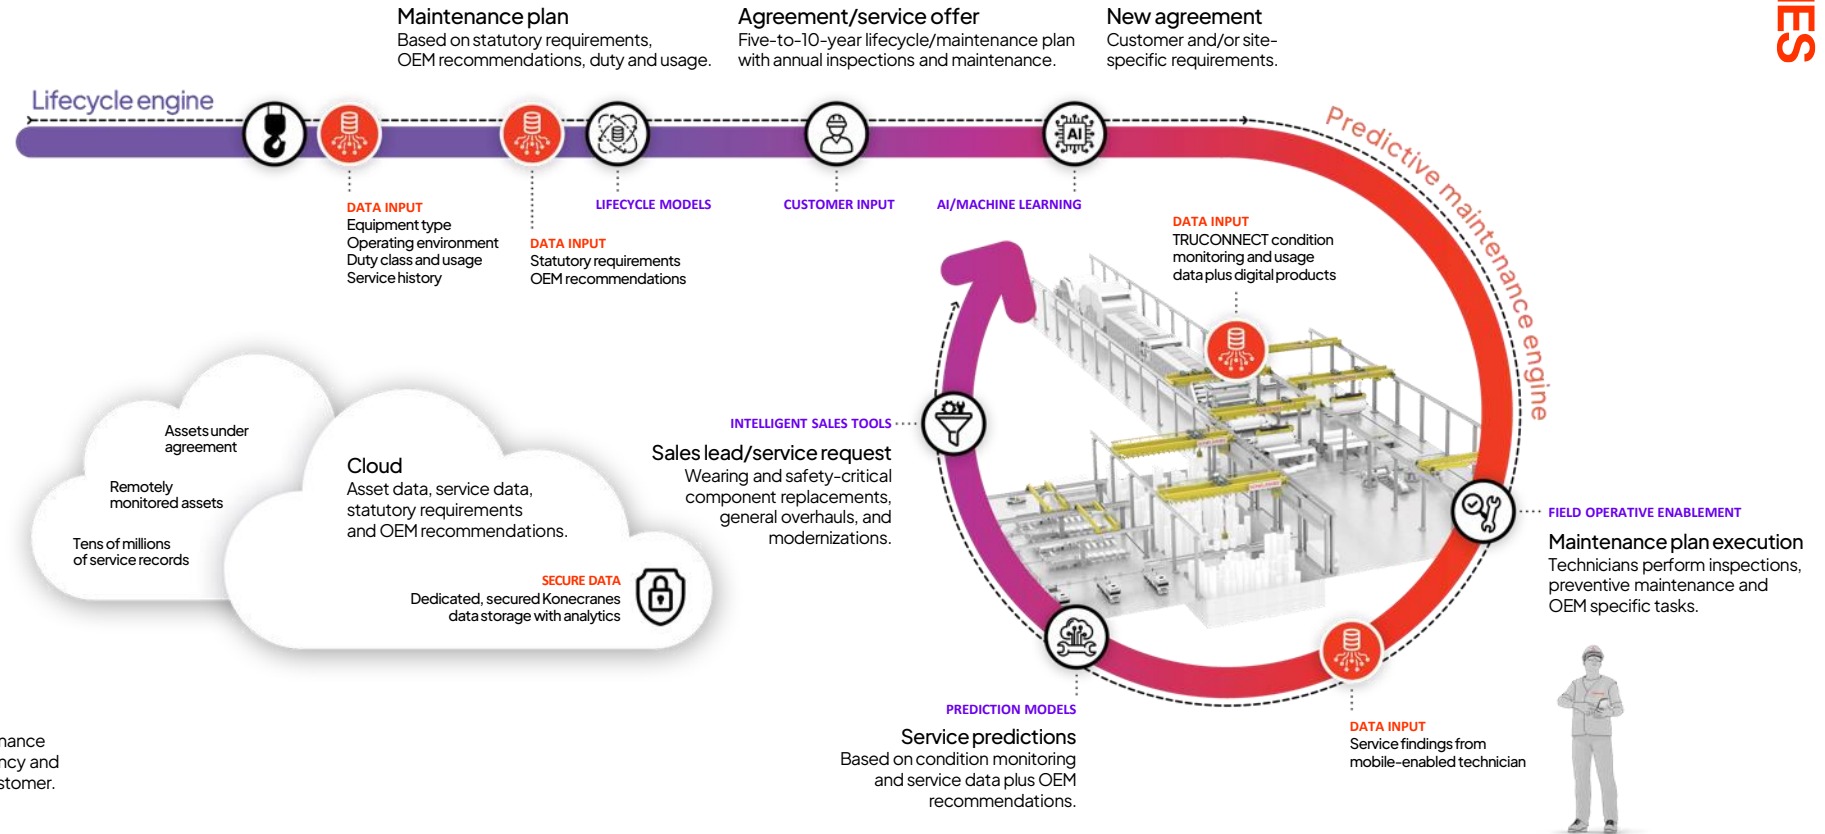 Maintenance plan
Based on statutory requirements,
OEM recommendations, duty and usage.
Agreement/service offer
Five-to-10-year lifecycle/maintenance plan
with annual inspections and maintenance.
New agreement
Customer and/or site-
specific requirements.
Lifecycle engine
Predictive maintenance engine
AI
DATA INPUT
Equipment type
Operating environment
Duty class and usage
Service history
DATA INPUT
Statutory requirements
OEM recommendations
LIFECYCLE MODELS
CUSTOMER INPUT
AI/MACHINE LEARNING
DATA INPUT
TRUCONNECT condition
monitoring and usage
data plus digital products
Assets under
agreement
Remotely
monitored assets
Tens of millions
of service records
Cloud
Asset data, service data,
statutory requirements
and OEM recommendations.
SECURE DATA
Dedicated, secured Konecranes
data storage with analytics
INTELLIGENT SALES TOOLS
Sales lead/service request
Wearing and safety-critical
component replacements,
general overhauls, and
modernizations.
FIELD OPERATIVE ENABLEMENT
Maintenance plan execution
Technicians perform inspections,
preventive maintenance and
OEM specific tasks.
PREDICTION MODELS
Service predictions
Based on condition monitoring
and service data plus OEM
recommendations.
DATA INPUT
Service findings from
mobile-enabled technician
nance
ncy and
stomer.
IES